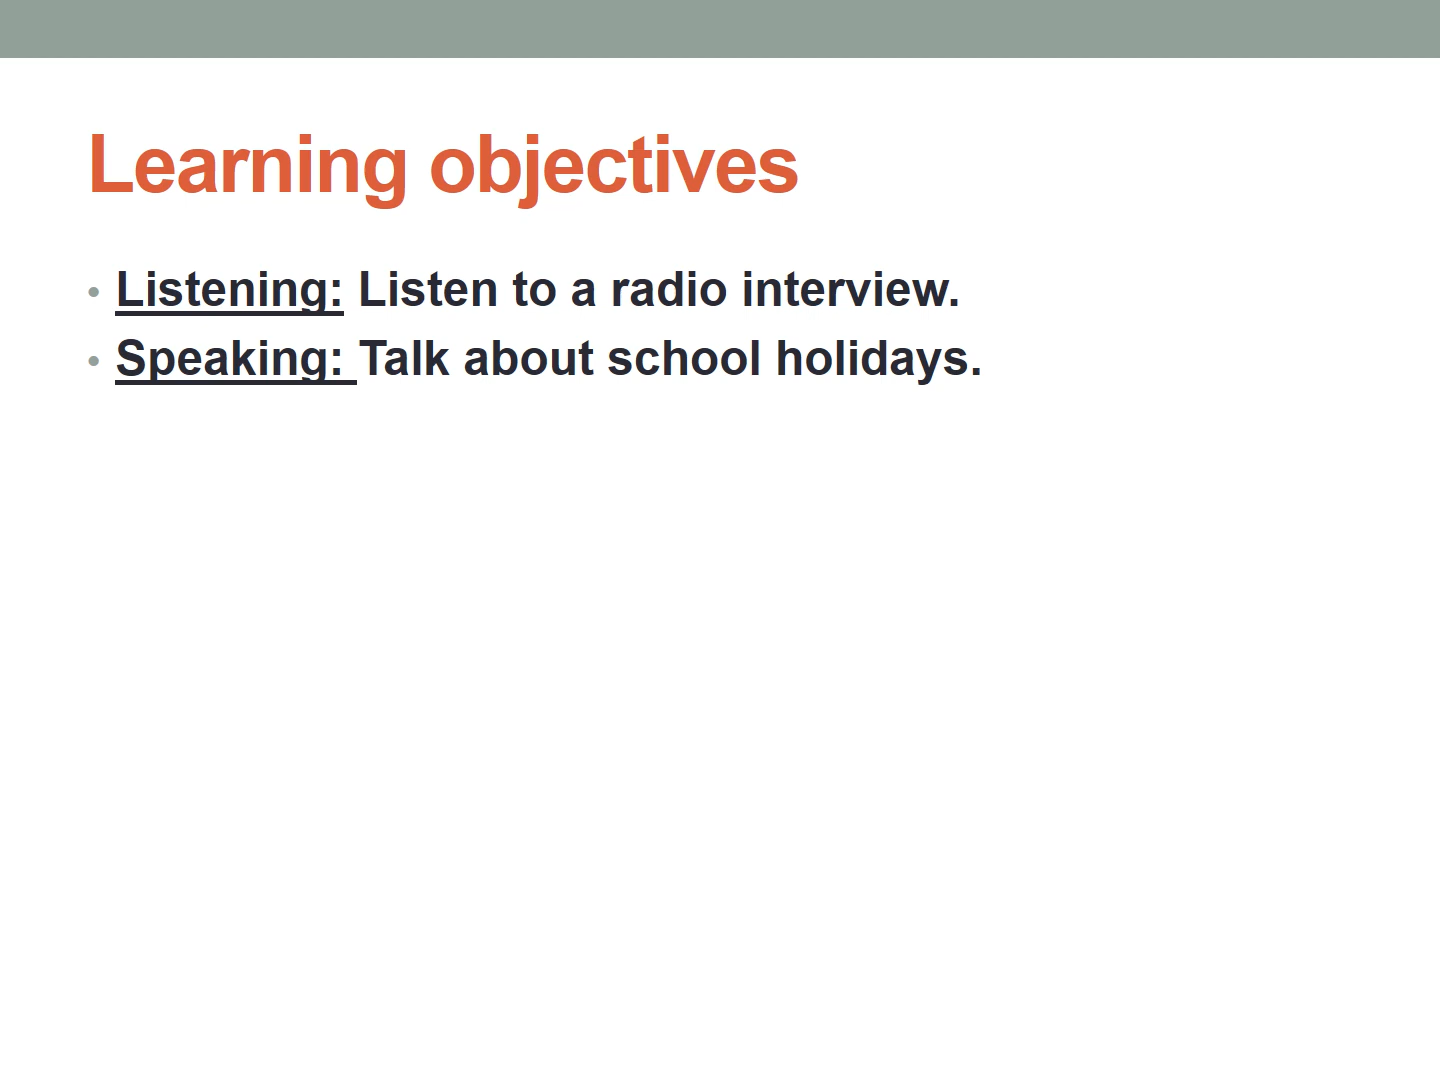 Learning objectives
• Listening: Listen to a radio interview.
• Speaking: Talk about school holidays.